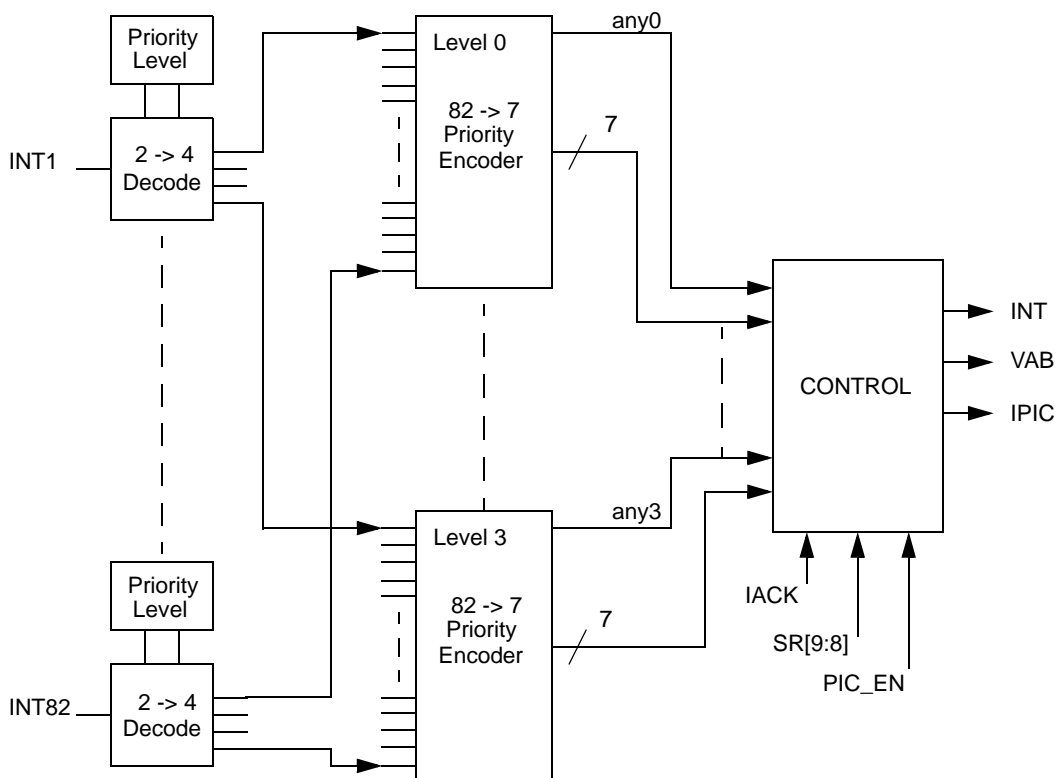 Priority
Level
INT1
2 -> 4
Decode
Level 0
82 -> 7
Priority
Encoder
any0
7
CONTROL
INT
VAB
IPIC
IACK
SR[9:8]
PIC_EN
Priority
Level
INT82
2 -> 4
Decode
Level 3
82 -> 7
Priority
Encoder
any3
7